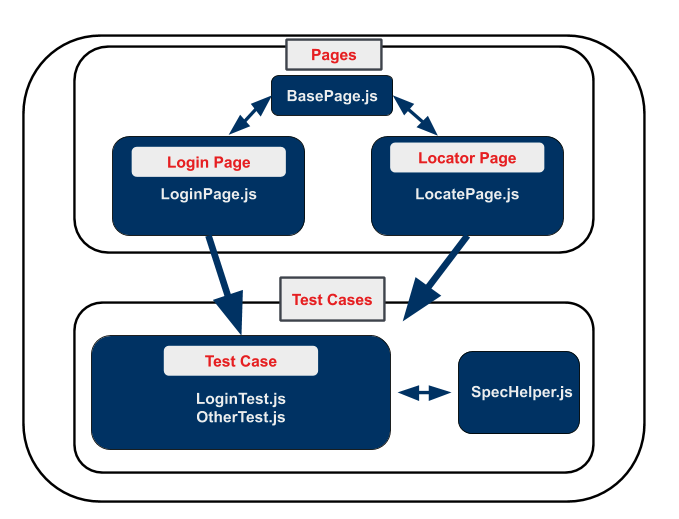 Pages
BasePage.js
Login Page
LoginPage.js
Locator Page
LocatePage.js
Test Cases
Test Case
LoginTest.js
OtherTest.js
SpecHelper.js